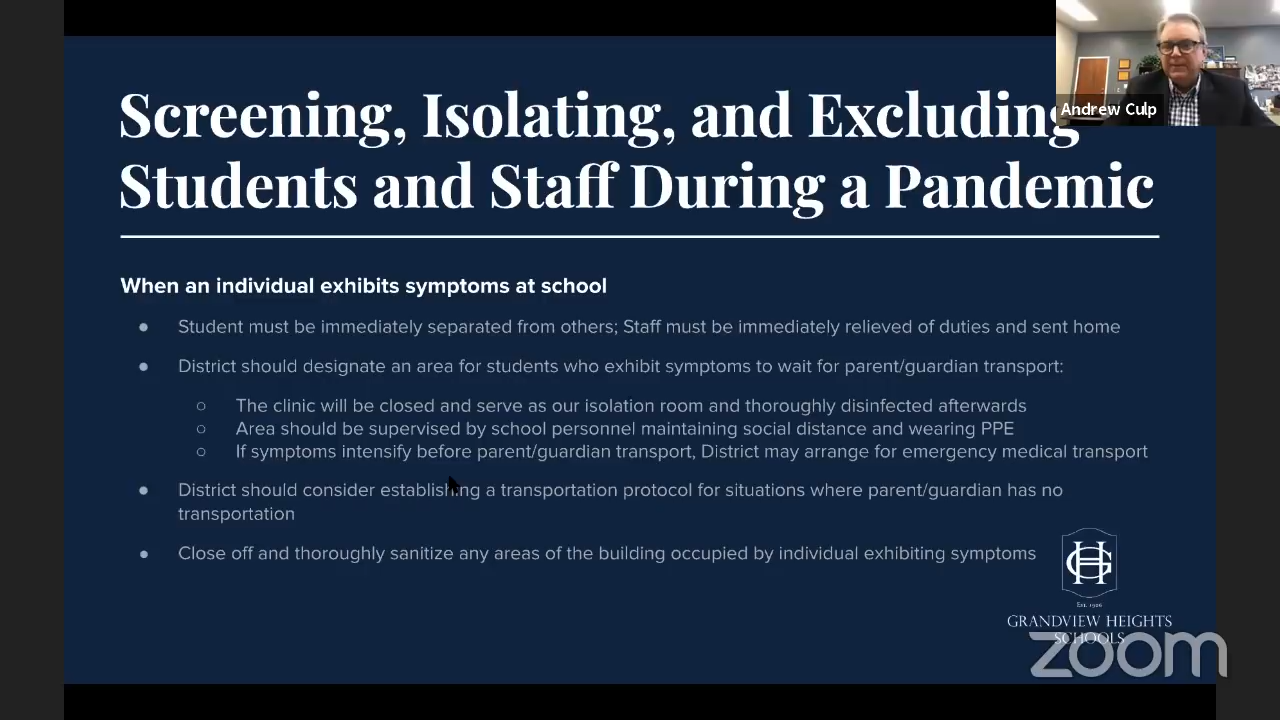 Screening, Isolating, and Excluding
Students and Staff During a Pandemic
Andrew Culp
When an individual exhibits symptoms at school
● Student must be immediately separated from others; Staff must be immediately relieved of duties and sent home
● District should designate an area for students who exhibit symptoms to wait for parent/guardian transport:
○ The clinic will be closed and serve as our isolation room and thoroughly disinfected afterwards
○ Area should be supervised by school personnel maintaining social distance and wearing PPE
○ If symptoms intensify before parent/guardian transport, District may arrange for emergency medical transport
● District should consider establishing a transportation protocol for situations where parent/guardian has no
transportation
● Close off and thoroughly sanitize any areas of the building occupied by individual exhibiting symptoms
GH
Est. 1906
GRANDVIEW HEIGHTS
SCHOOLS
zoom